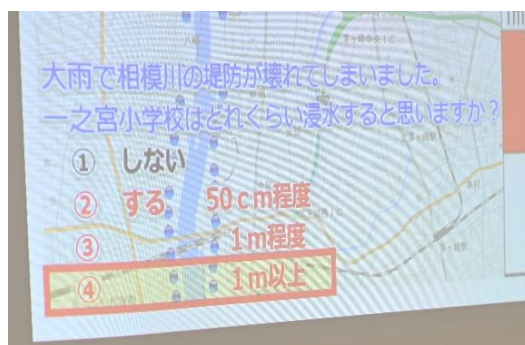 大雨で相模川の堤防が壊れてしまいました。
一之宮小学校はどれくらい浸水すると思いますか?
① しない
② する 50cm程度
③ 1m程度
④ 1m以上